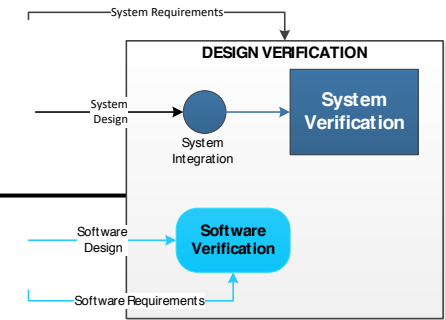 System Requirements
DESIGN VERIFICATION
System
Design
System
Integration
System
Verification
Software
Design
Software
Verification
Software Requirements